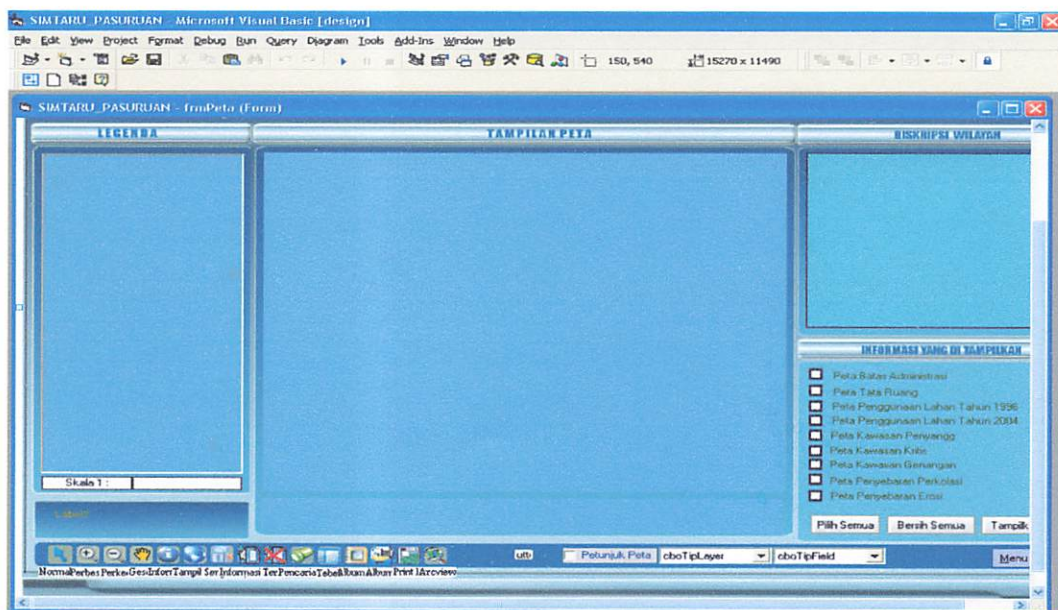 SIMTARU_PASURUAN - Microsoft Visual Basic [design]
File Edit View Project Format Debug Run Query Diagram Tools Add-Ins Window Help
150, 540 15270 x 11490
SIMTARU_PASURUAN - frmPeta (Form)
LEGENDA TAMPILAN PETA DISKRIPSI WILAYAH
INFORMASI YANG DI TAMPILKAN
Peta Batas Administrasi
Peta Tata Ruang
Peta Penggunaan Lahan Tahun 1996
Peta Penggunaan Lahan Tahun 2004
Peta Kawasan Penyangg
Peta Kawasan Kritis
Peta Kawasan Genangan
Peta Penyebaran Perkolasi
Peta Penyebaran Erosi
Skala 1 :
Label1
Pilih Semua Bersih Semua Tampilk
Petunjuk Peta cboTipLayer cboTipField Menu